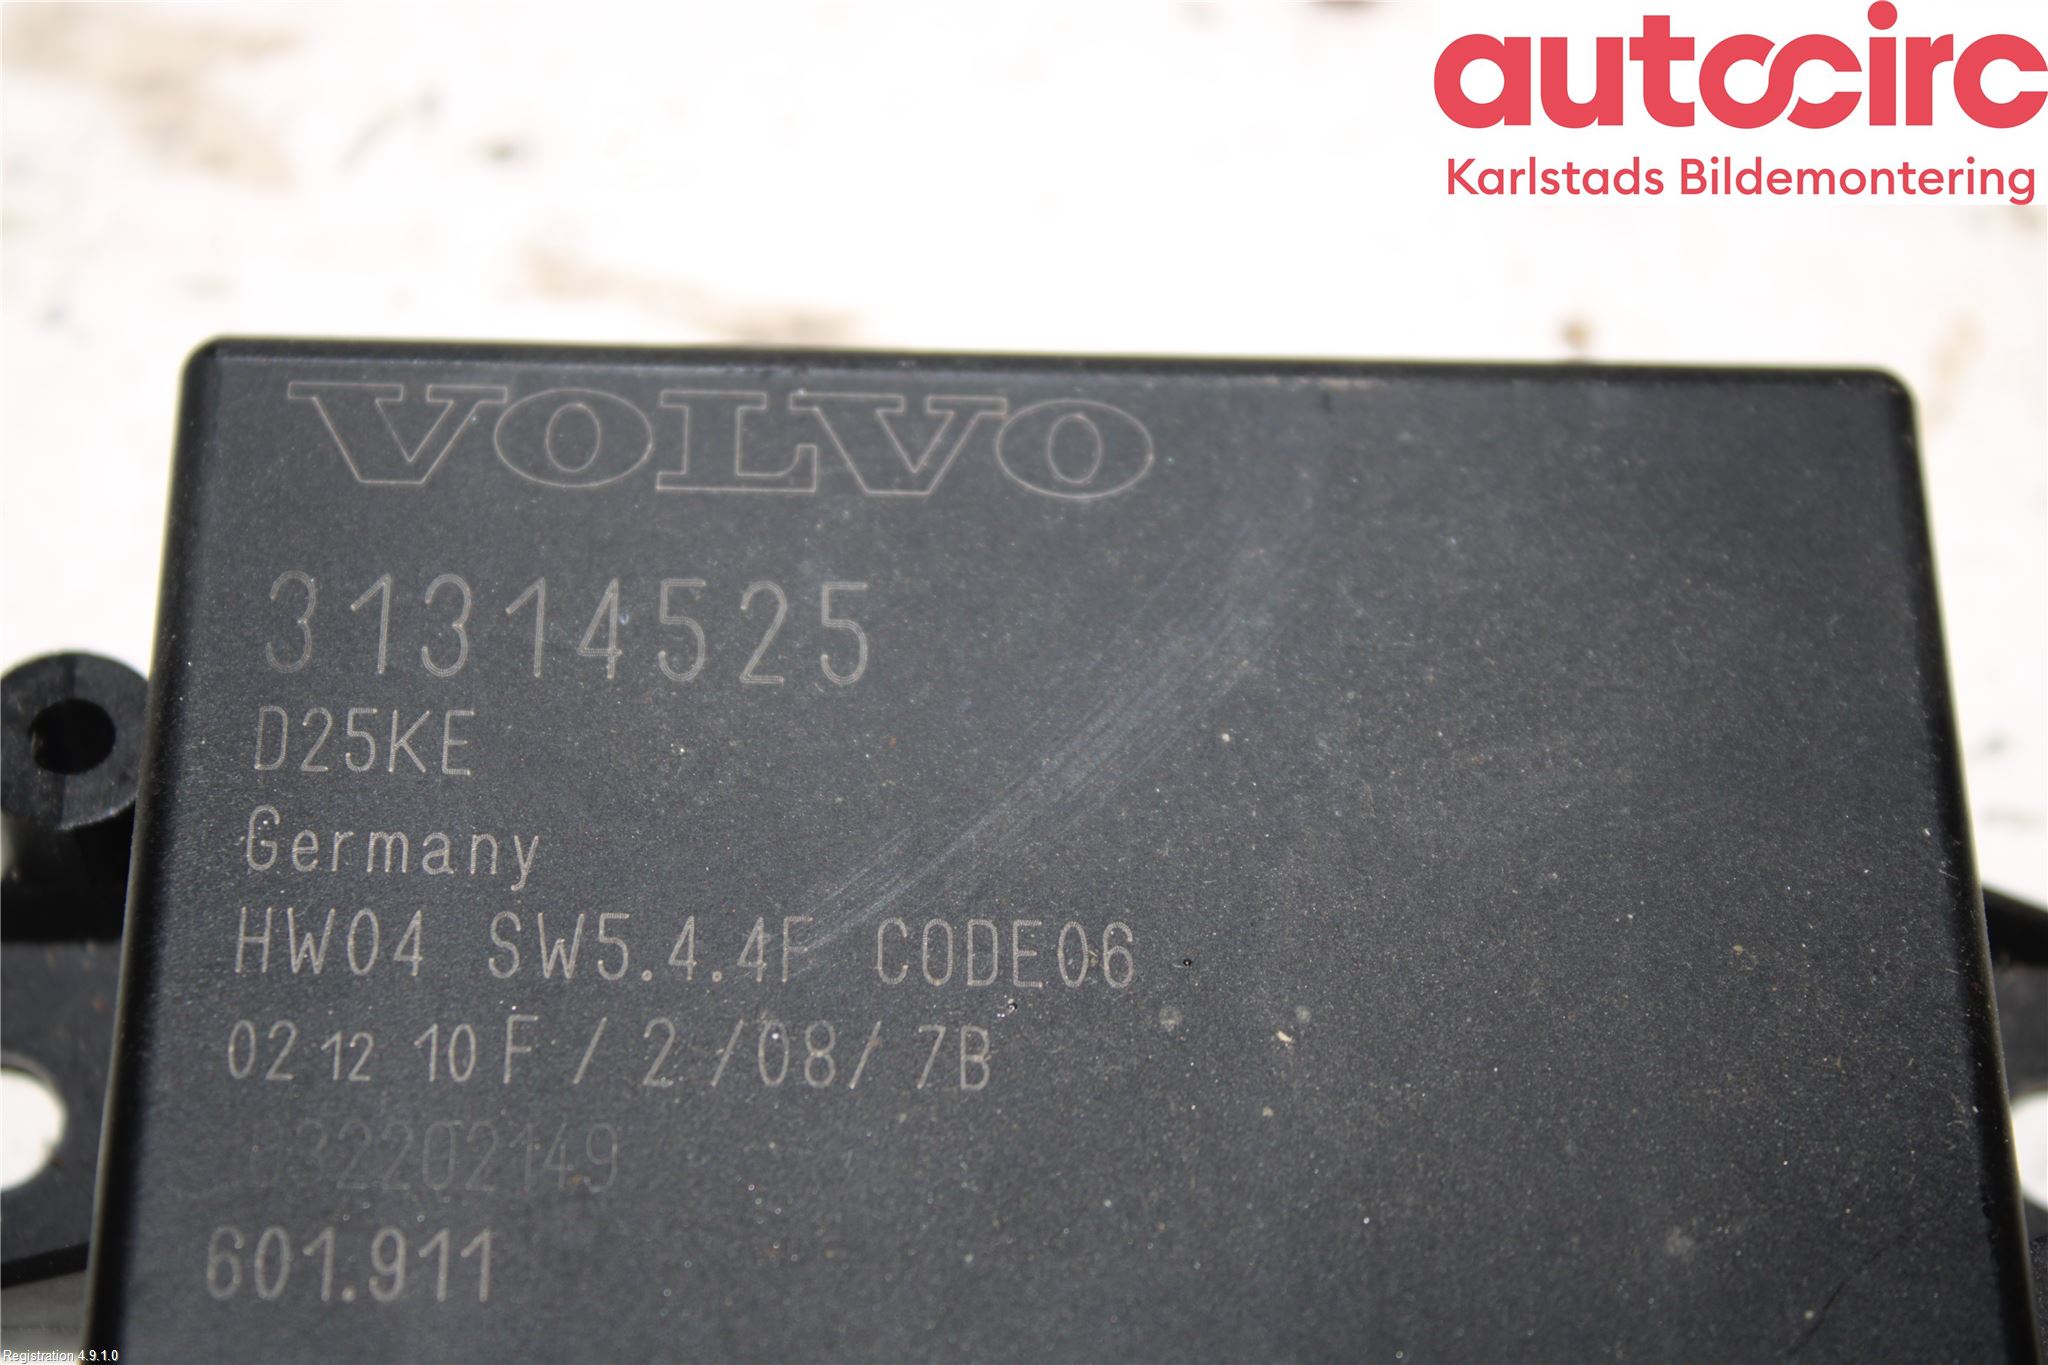 autocirc
Karlstads Bildemontering
VOLVO
31314525
D25KE
Germany
HW04 SW5.4.4F CODE06
02 12 10 F / 2 /08/ 7B
601.911
Registration 4.9.1.0